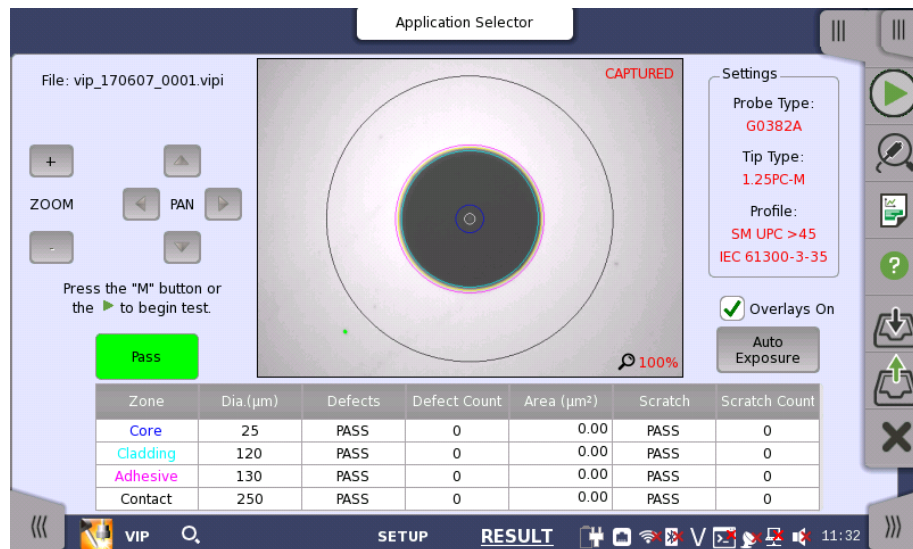 Application Selector
File: vip_170607_0001.vipi
CAPTURED
Settings
Probe Type:
G0382A
Tip Type:
1.25PC-M
Profile:
SM UPC >45
IEC 61300-3-35
+
ZOOM
PAN
-
Press the "M" button or
the ▶ to begin test.
Overlays On
Auto
Exposure
Pass
100%
Zone Dia.(µm) Defects Defect Count Area (µm²) Scratch Scratch Count
Core 25 PASS 0 0.00 PASS 0
Cladding 120 PASS 0 0.00 PASS 0
Adhesive 130 PASS 0 0.00 PASS 0
Contact 250 PASS 0 0.00 PASS 0
VIP SETUP RESULT V 11:32